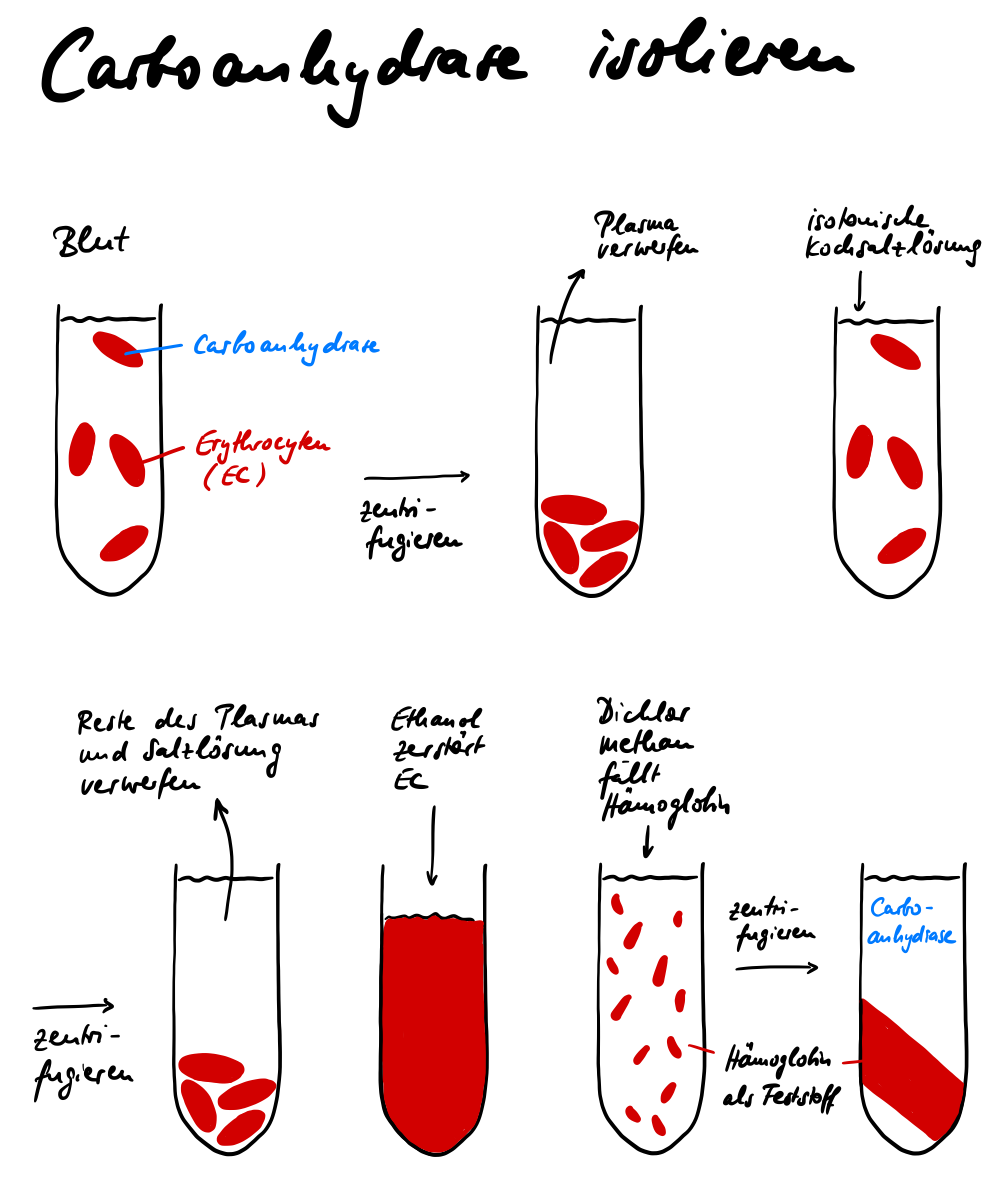 Carboanhydrase isolieren
Blut
Carboanhydrase
Erythrocyten
(EC)
zentri-
fugieren
Plasma
verwerfen
isotonische
Kochsalzlösung
zentri-
fugieren
Reste des Plasmas
und Salzlösung
verwerfen
Ethanol
zerstört
EC
Dichlor
methan
fällt
Hämoglobin
zentri-
fugieren
Hämoglobin
als Feststoff
Carbo-
anhydrase